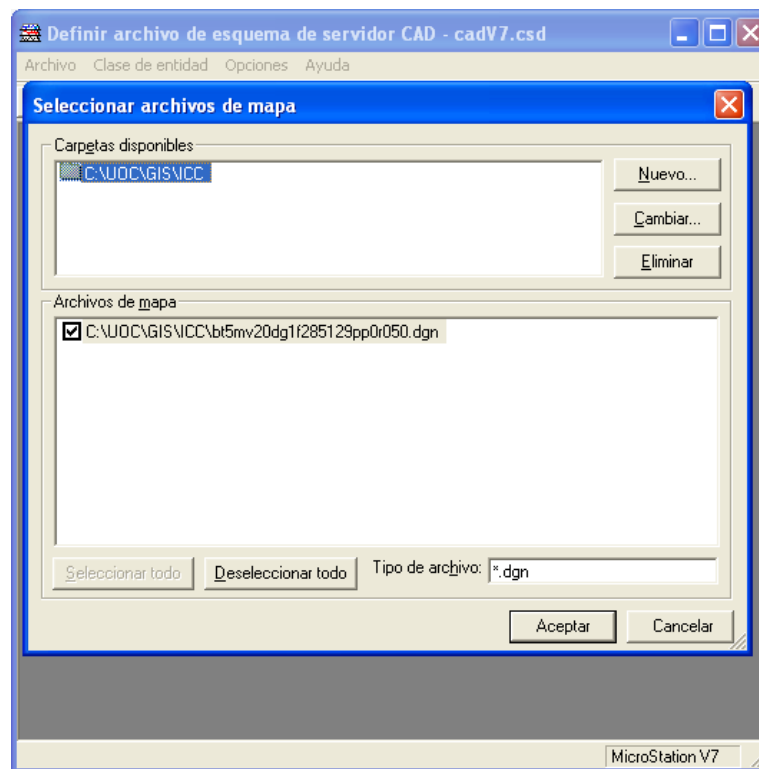 Definir archivo de esquema de servidor CAD - cadV7.csd
Archivo Clase de entidad Opciones Ayuda
Seleccionar archivos de mapa
Carpetas disponibles
C:\UOC\GIS\ICC
Nuevo...
Cambiar...
Eliminar
Archivos de mapa
C:\UOC\GIS\ICC\bt5mv20dg1f285129pp0r050.dgn
Seleccionar todo Deseleccionar todo Tipo de archivo: *.dgn
Aceptar Cancelar
MicroStation V7